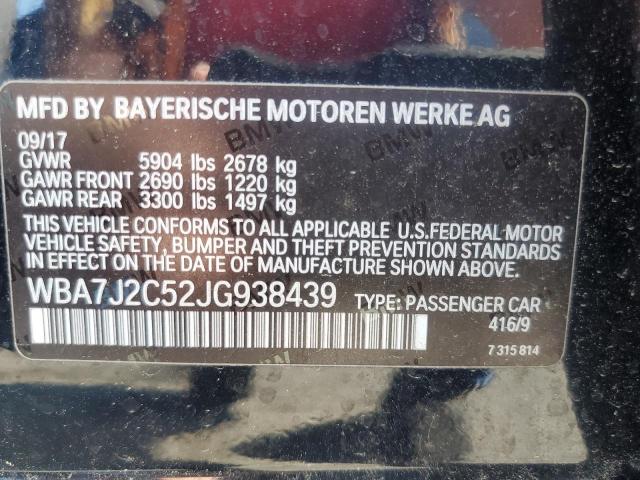 MFD BY BAYERISCHE MOTOREN WERKE AG
09/17
GVWR 5904 lbs 2678 kg
GAWR FRONT 2690 lbs 1220 kg
GAWR REAR 3300 lbs 1497 kg
THIS VEHICLE CONFORMS TO ALL APPLICABLE U.S.FEDERAL MOTOR
VEHICLE SAFETY, BUMPER AND THEFT PREVENTION STANDARDS
IN EFFECT ON THE DATE OF MANUFACTURE SHOWN ABOVE.
WBA7J2C52JG938439 TYPE: PASSENGER CAR
416/9
7 315 814